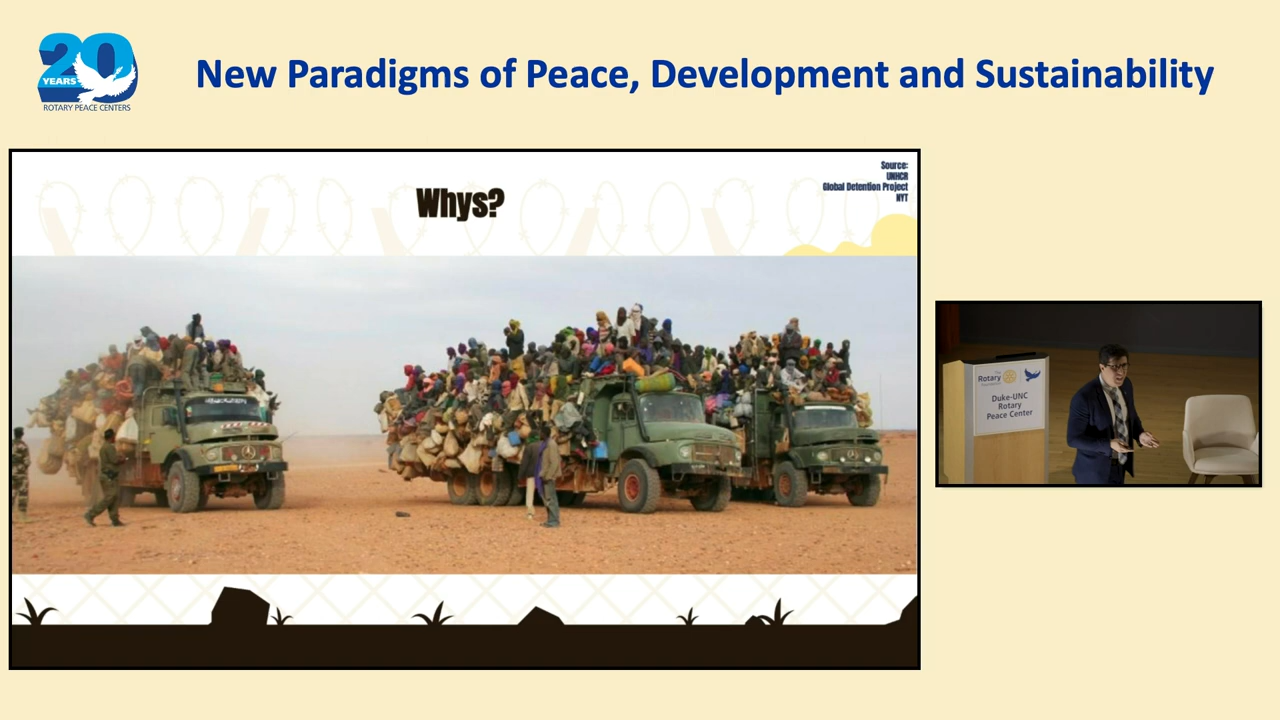 20
YEARS
ROTARY PEACE CENTERS
New Paradigms of Peace, Development and Sustainability
Whys?
Source:
UNHCR
Global Detention Project
NYT
The
Rotary
Duke-UNC
Rotary
Peace Center